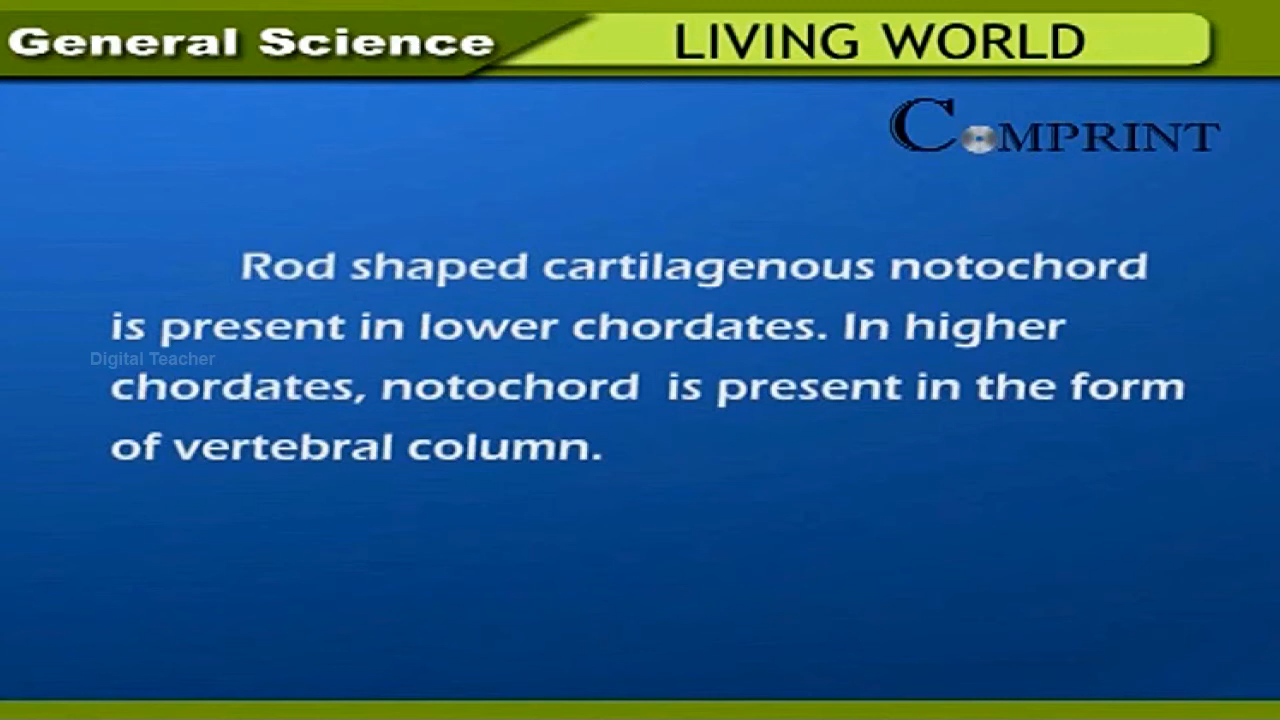 General Science
LIVING WORLD
COMPRINT
Rod shaped cartilagenous notochord
is present in lower chordates. In higher
Digital Teacher
chordates, notochord is present in the form
of vertebral column.